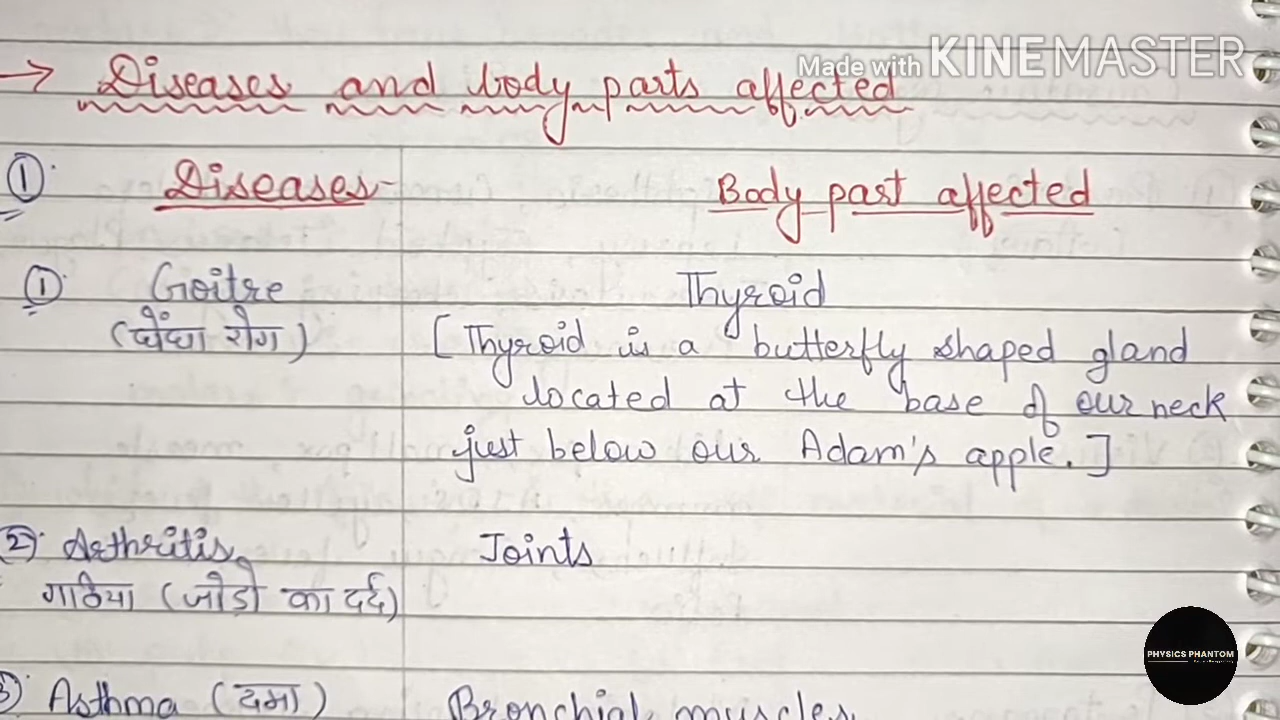 Made with KINEMASTER
→ Diseases and body parts affected
① Diseases Body part affected
① Goitre Thyroid
(घेंघा रोग) [Thyroid is a butterfly shaped gland
located at the base of our neck
just below our Adam's apple.]
② Arthritis Joints
गाठिया (जोड़ो का दर्द)
③ Asthma (दमा) Bronchial muscles
PHYSICS PHANTOM